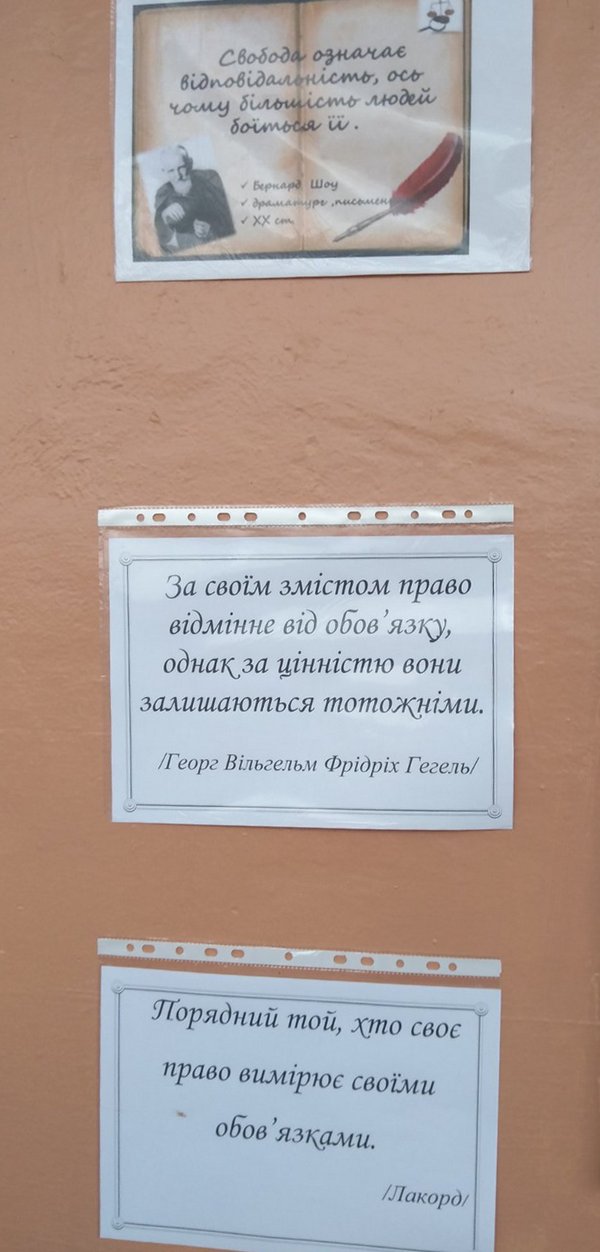 Свобода означає
відповідальність, ось
чому більшість людей
боїться її.
✓ Бернард Шоу
✓ драматург, письмен
✓ XX ст.
За своїм змістом право
відмінне від обов’язку,
однак за цінністю вони
залишаються тотожніми.
/Георг Вільгельм Фрідріх Гегель/
Порядний той, хто своє
право вимірює своїми
обов’язками.
/Лакорд/